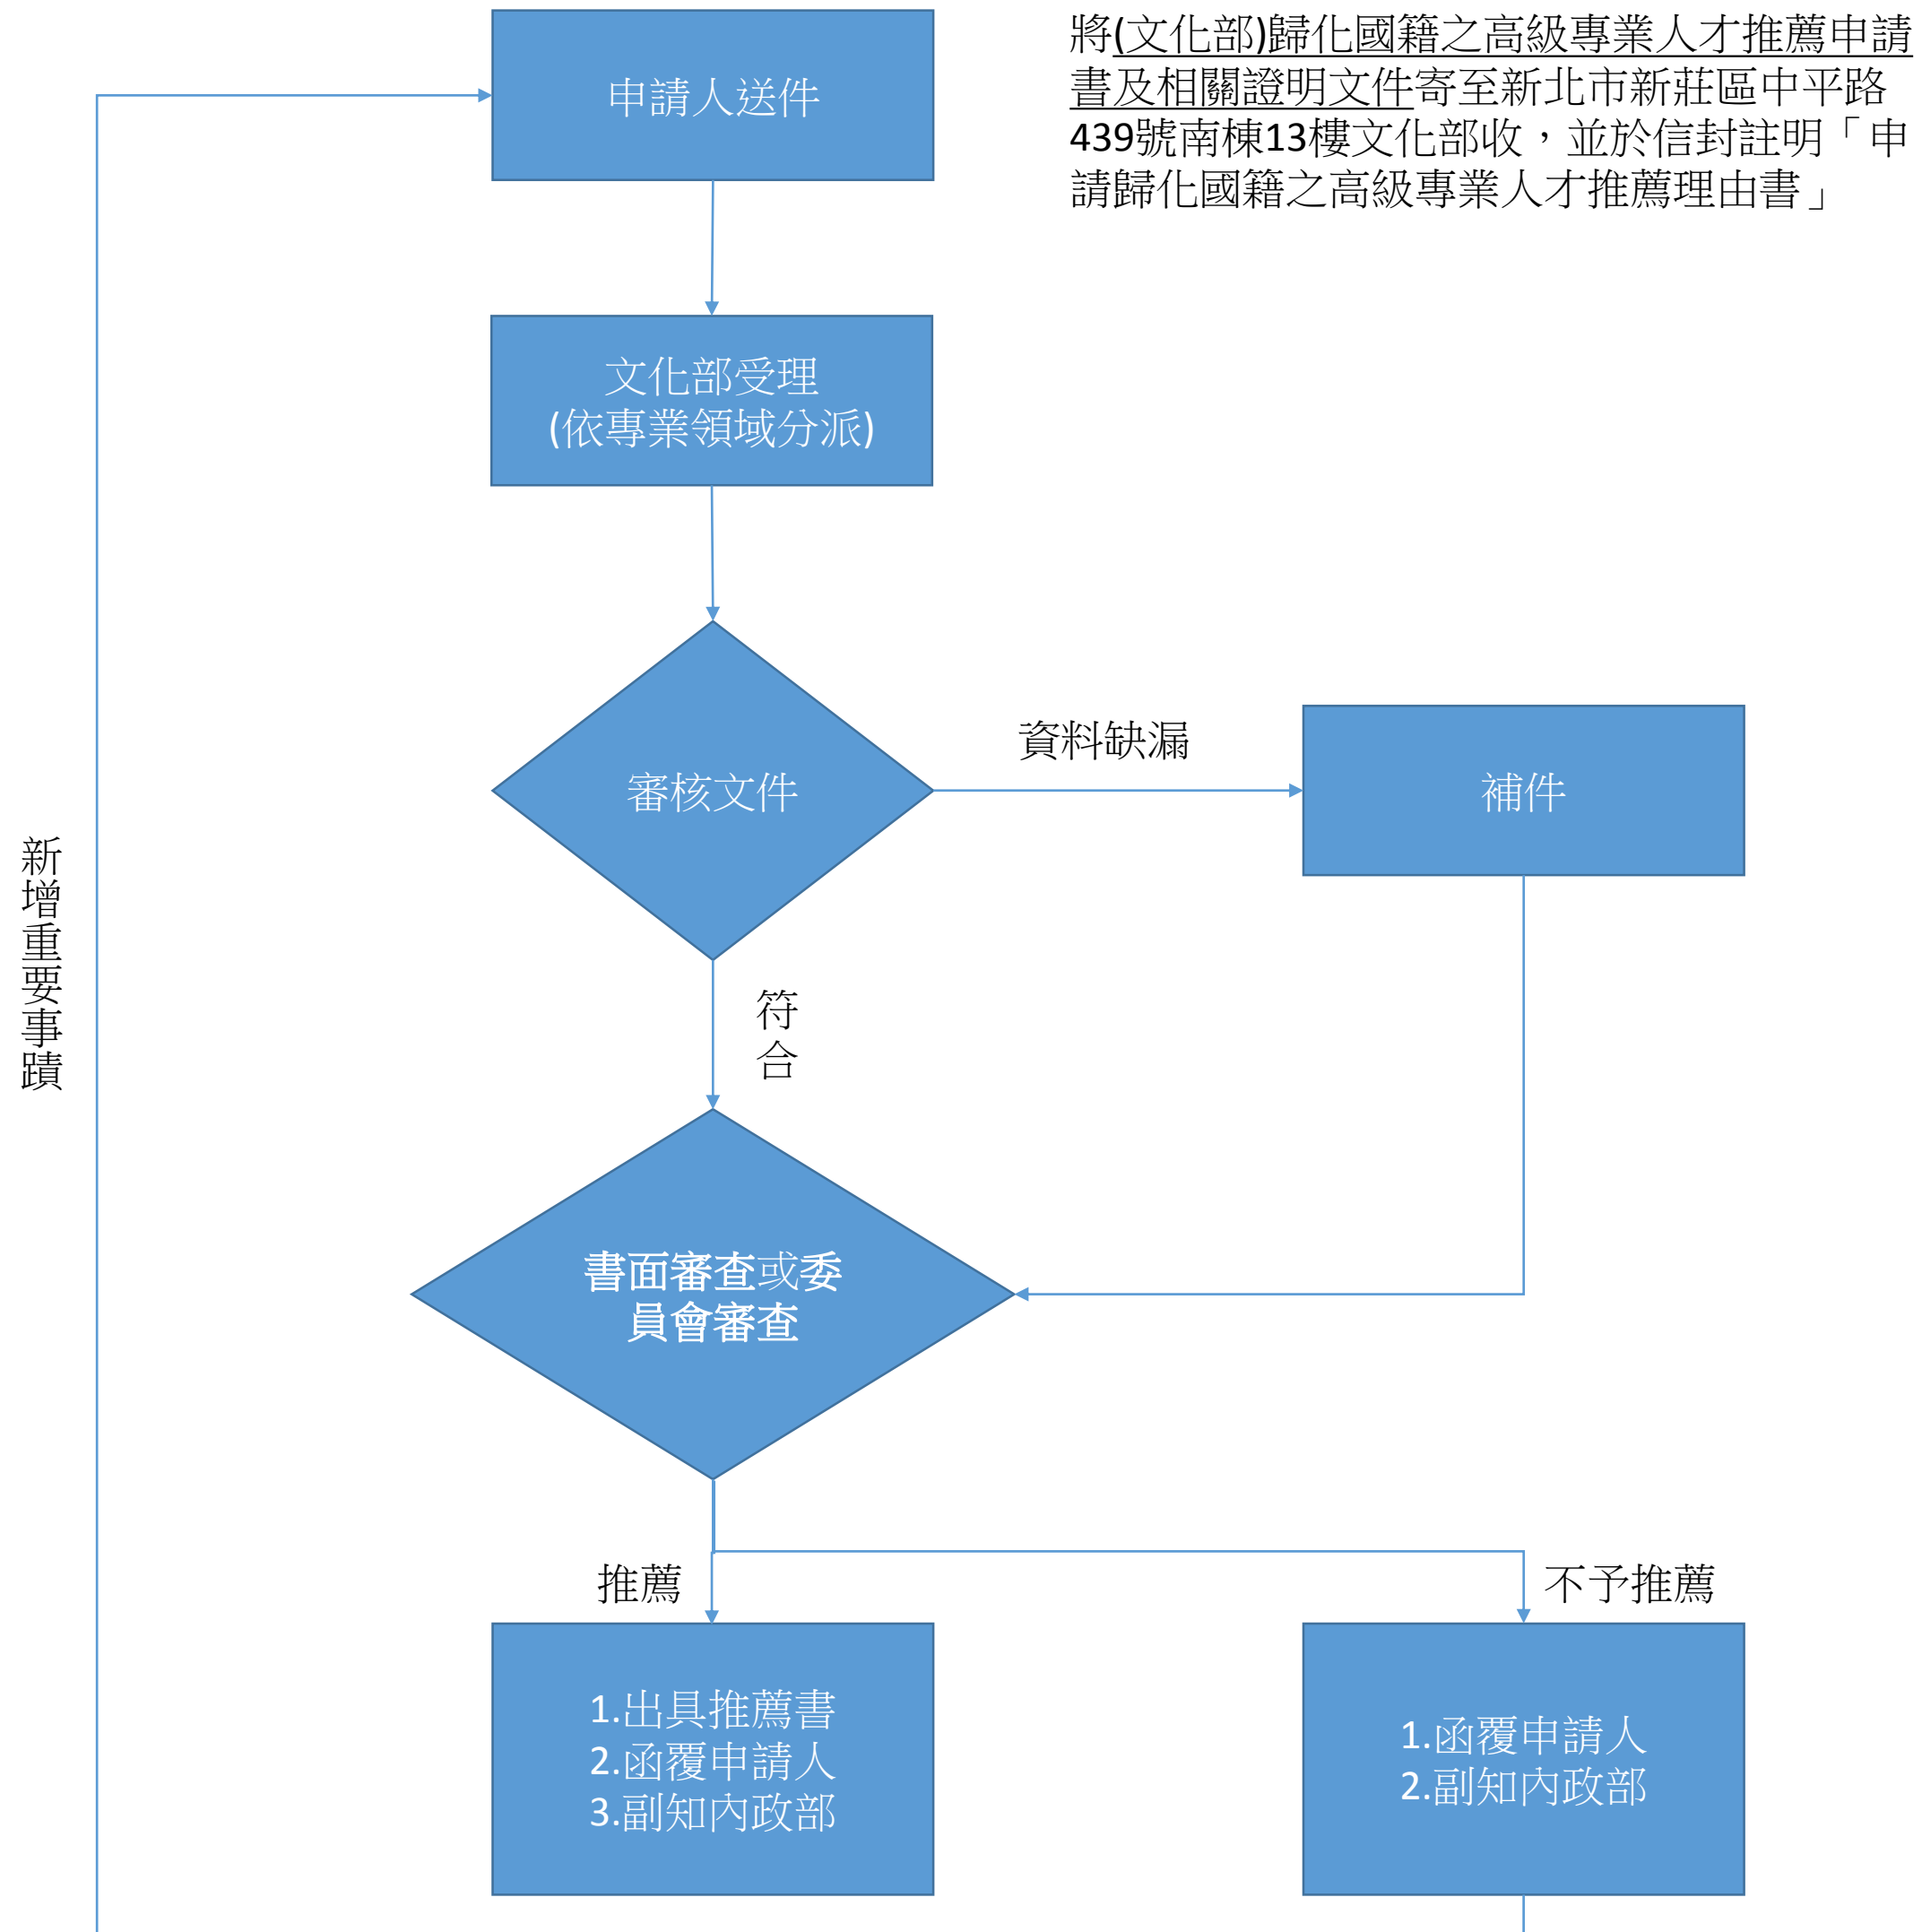 申請人送件
將(文化部)歸化國籍之高級專業人才推薦申請
書及相關證明文件寄至新北市新莊區中平路
439號南棟13樓文化部收，並於信封註明「申
請歸化國籍之高級專業人才推薦理由書」
文化部受理
(依專業領域分派)
審核文件
資料缺漏
補件
符
合
新增重要事蹟
書面審查或委
員會審查
推薦
不予推薦
1.出具推薦書
2.函覆申請人
3.副知內政部
1.函覆申請人
2.副知內政部